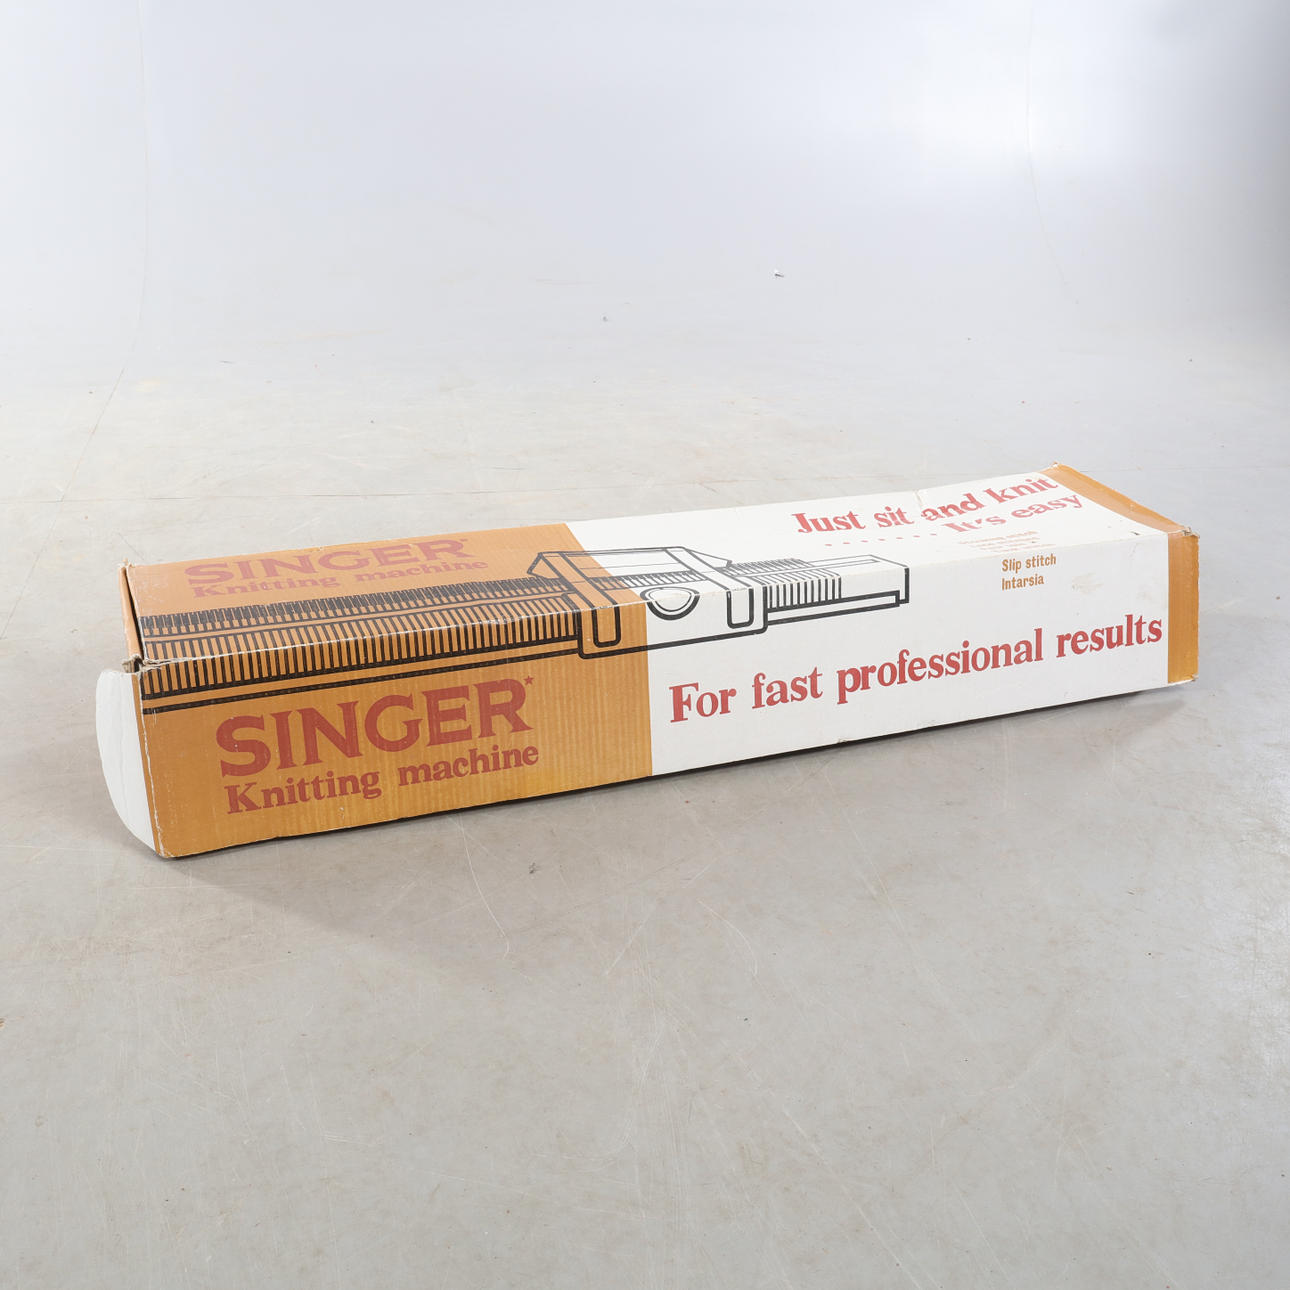 SINGER*
Knitting machine
Just sit and knit
....... It's easy
Slip stitch
Intarsia
SINGER*
Knitting machine
For fast professional results